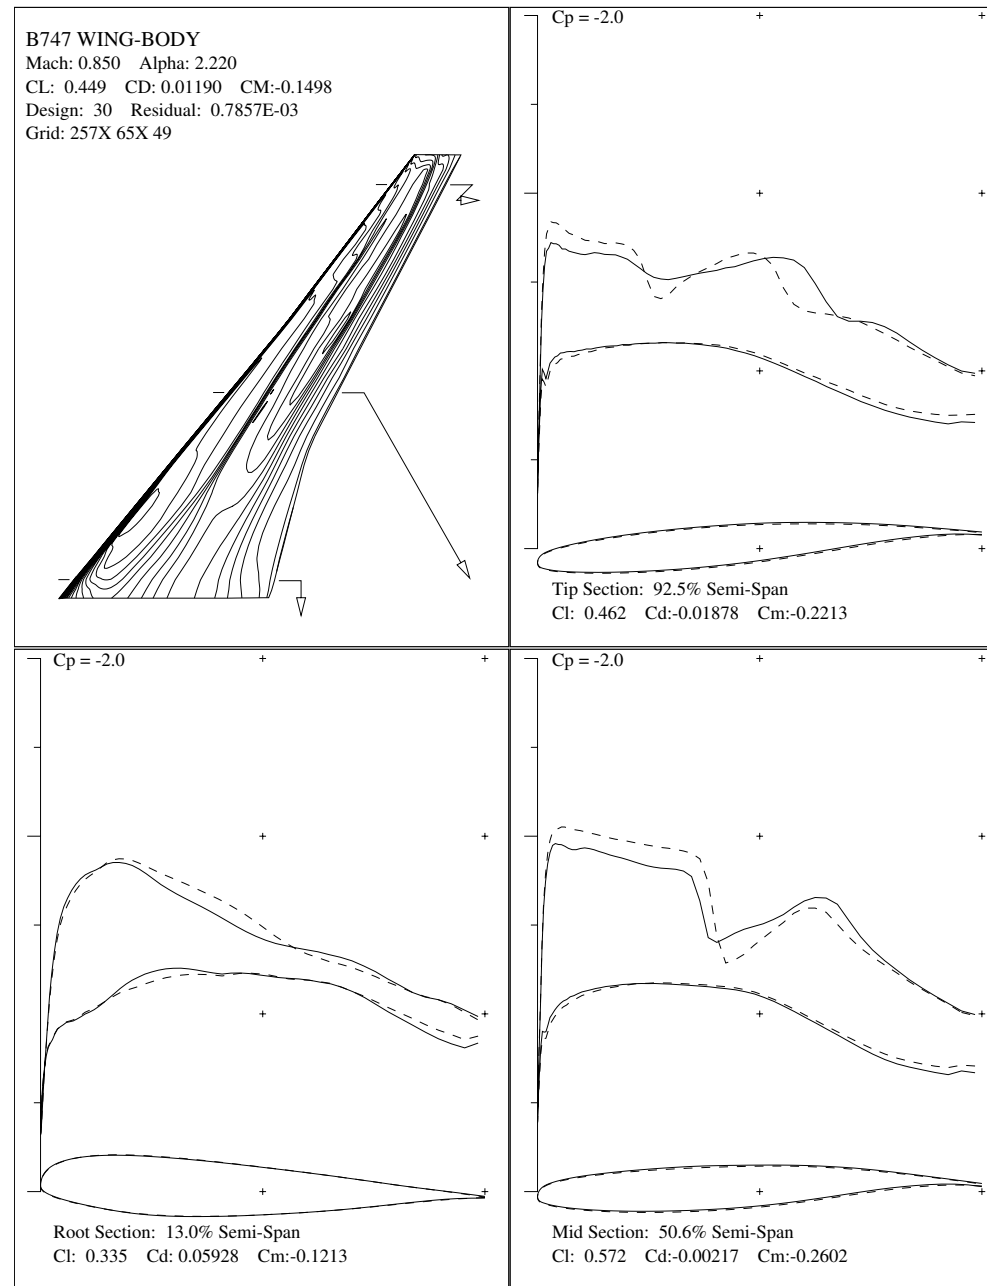 B747 WING-BODY
Mach: 0.850 Alpha: 2.220
CL: 0.449 CD: 0.01190 CM:-0.1498
Design: 30 Residual: 0.7857E-03
Grid: 257X 65X 49
Cp = -2.0
Tip Section: 92.5% Semi-Span
Cl: 0.462 Cd:-0.01878 Cm:-0.2213
Cp = -2.0
Root Section: 13.0% Semi-Span
Cl: 0.335 Cd: 0.05928 Cm:-0.1213
Cp = -2.0
Mid Section: 50.6% Semi-Span
Cl: 0.572 Cd:-0.00217 Cm:-0.2602